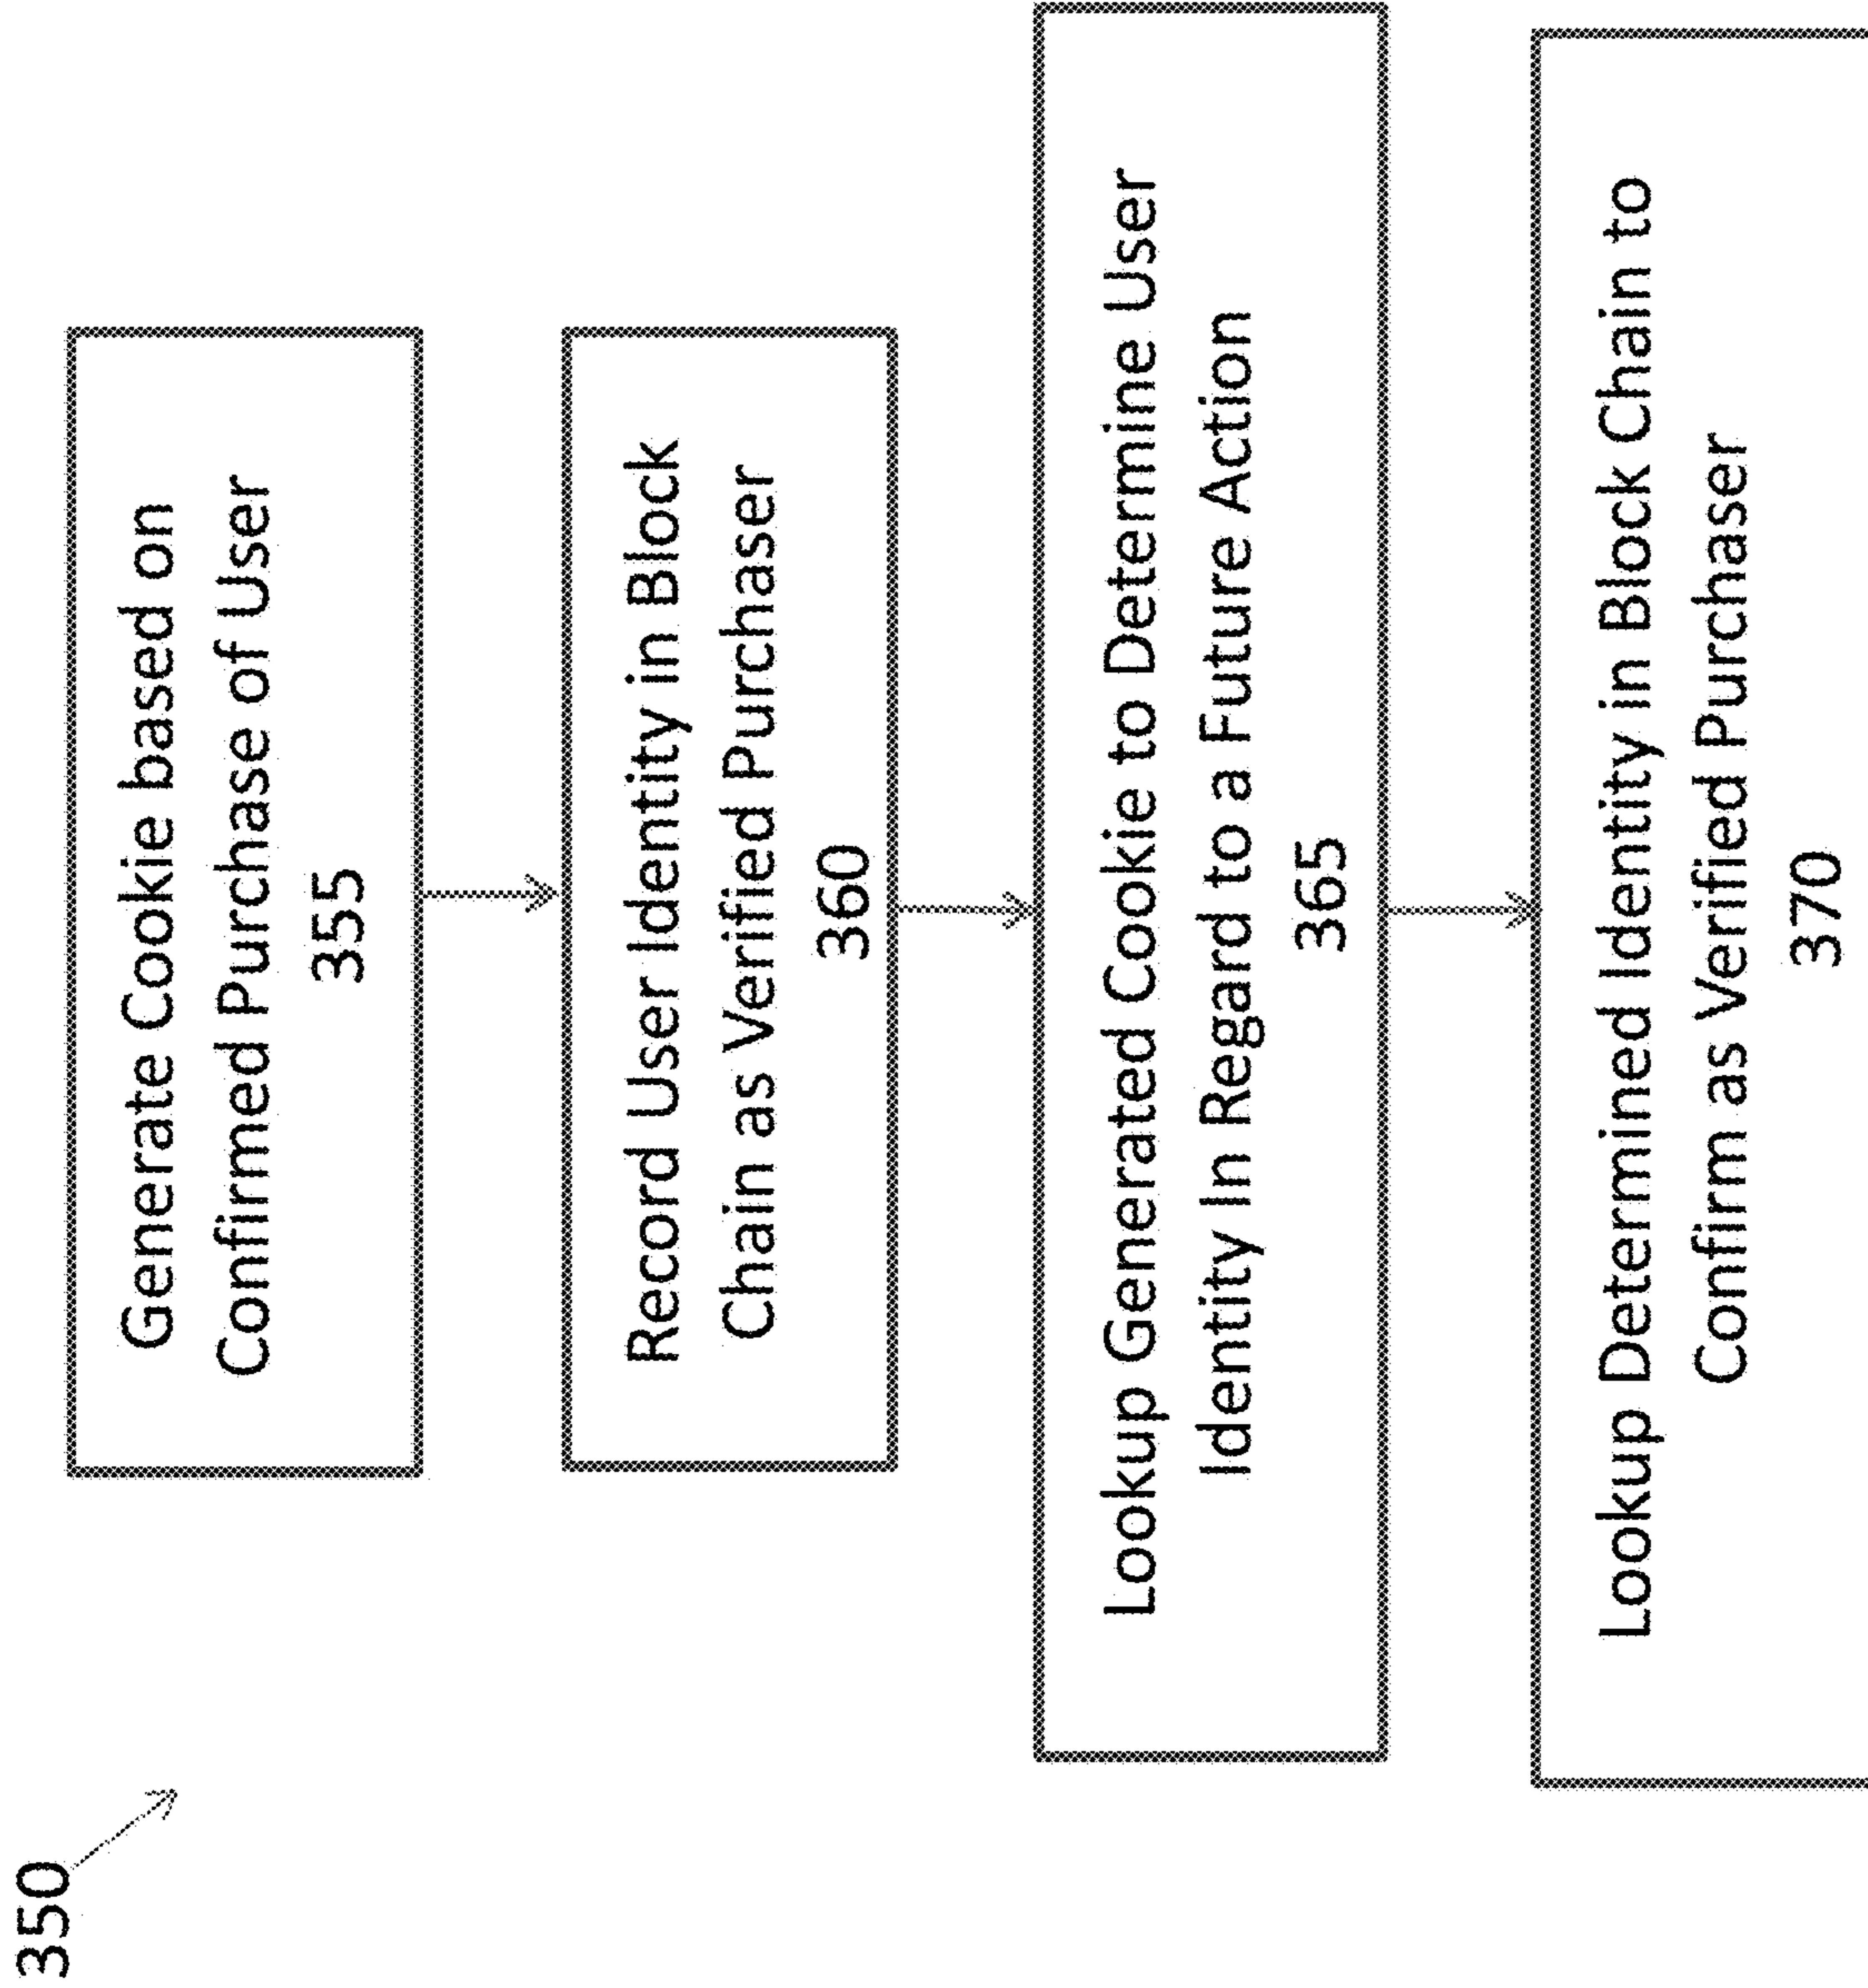 350
Generate Cookie based on
Confirmed Purchase of User
355
Record User Identity in Block
Chain as Verified Purchaser
360
Lookup Generated Cookie to Determine User
Identity In Regard to a Future Action
365
Lookup Determined Identity in Block Chain to
Confirm as Verified Purchaser
370